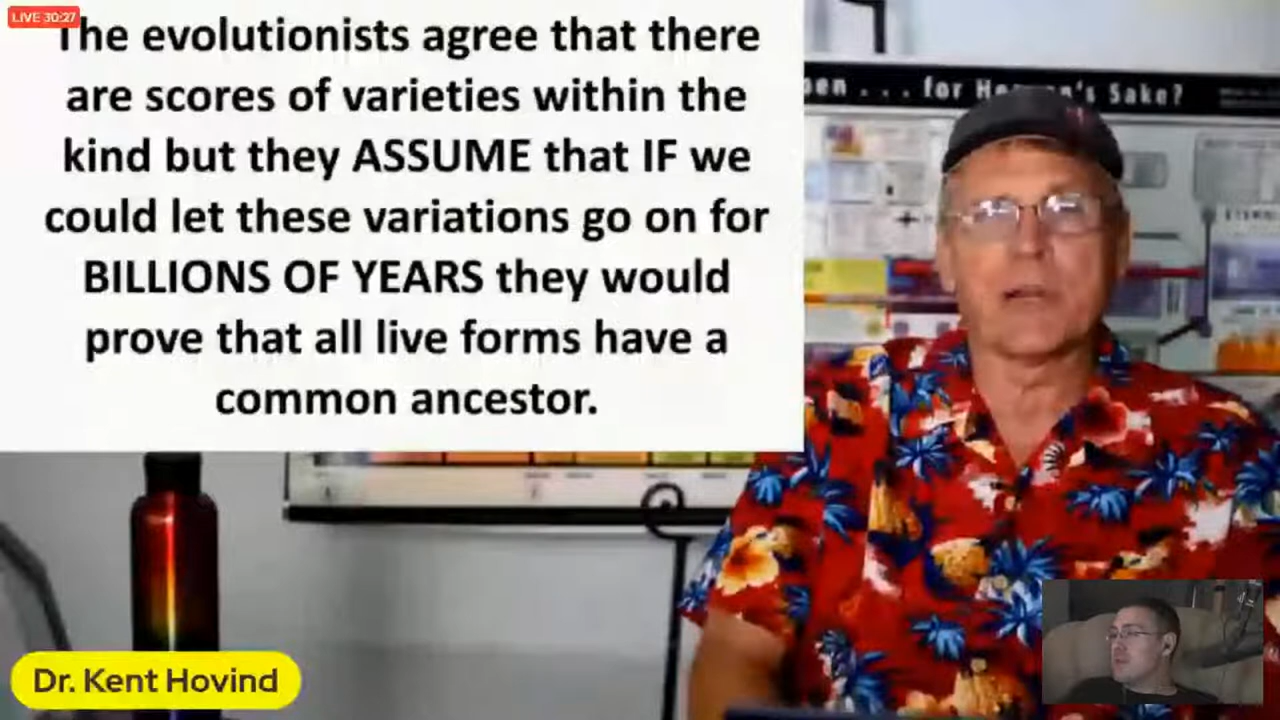 LIVE 30:27
The evolutionists agree that there
are scores of varieties within the
kind but they ASSUME that IF we
could let these variations go on for
BILLIONS OF YEARS they would
prove that all live forms have a
common ancestor.
for Heaven's Sake?
Dr. Kent Hovind